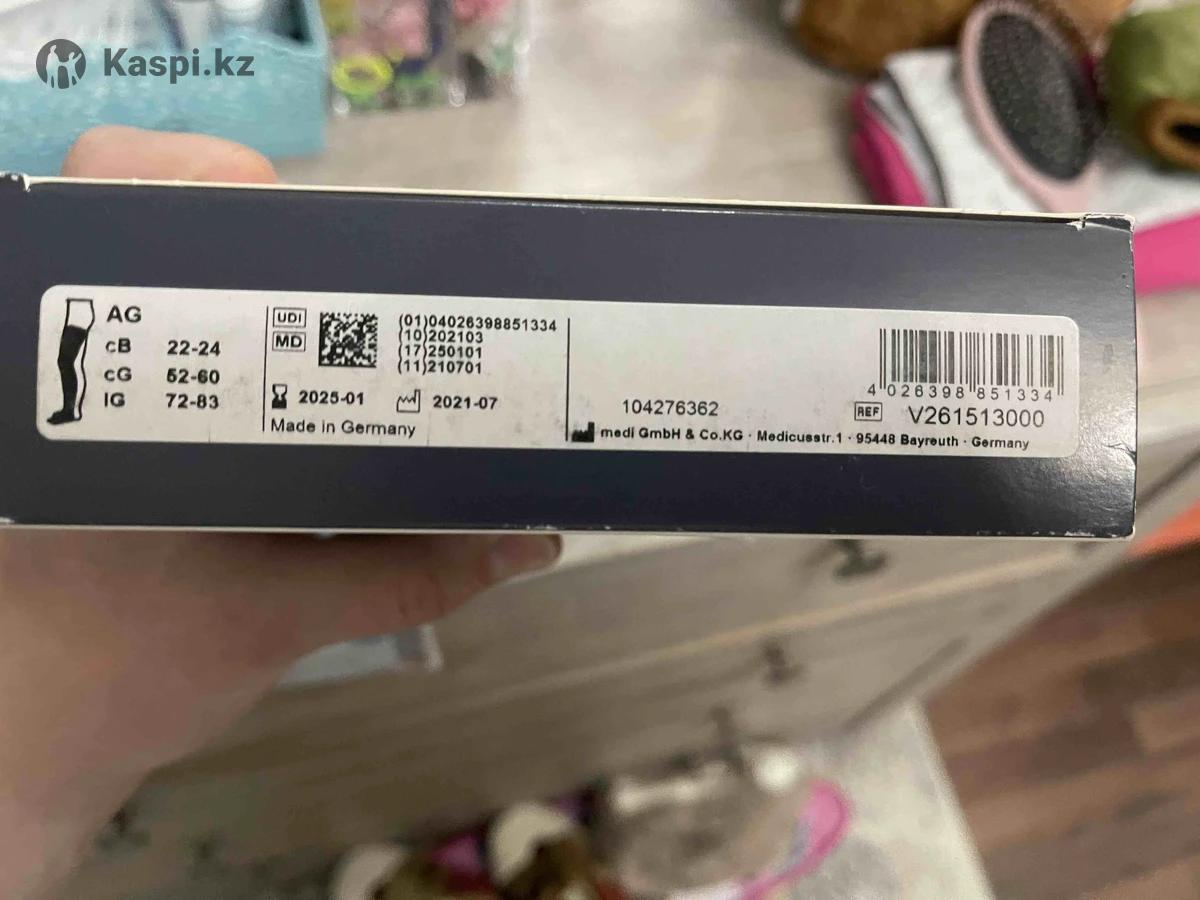 Kaspi.kz
AG
cB 22-24
cG 52-60
lG 72-83
UDI
MD
(01)04026398851334
(10)202103
(17)250101
(11)210701
2025-01 2021-07
Made in Germany
104276362
4 026398 851334
REF V261513000
medi GmbH & Co.KG · Medicusstr.1 · 95448 Bayreuth · Germany